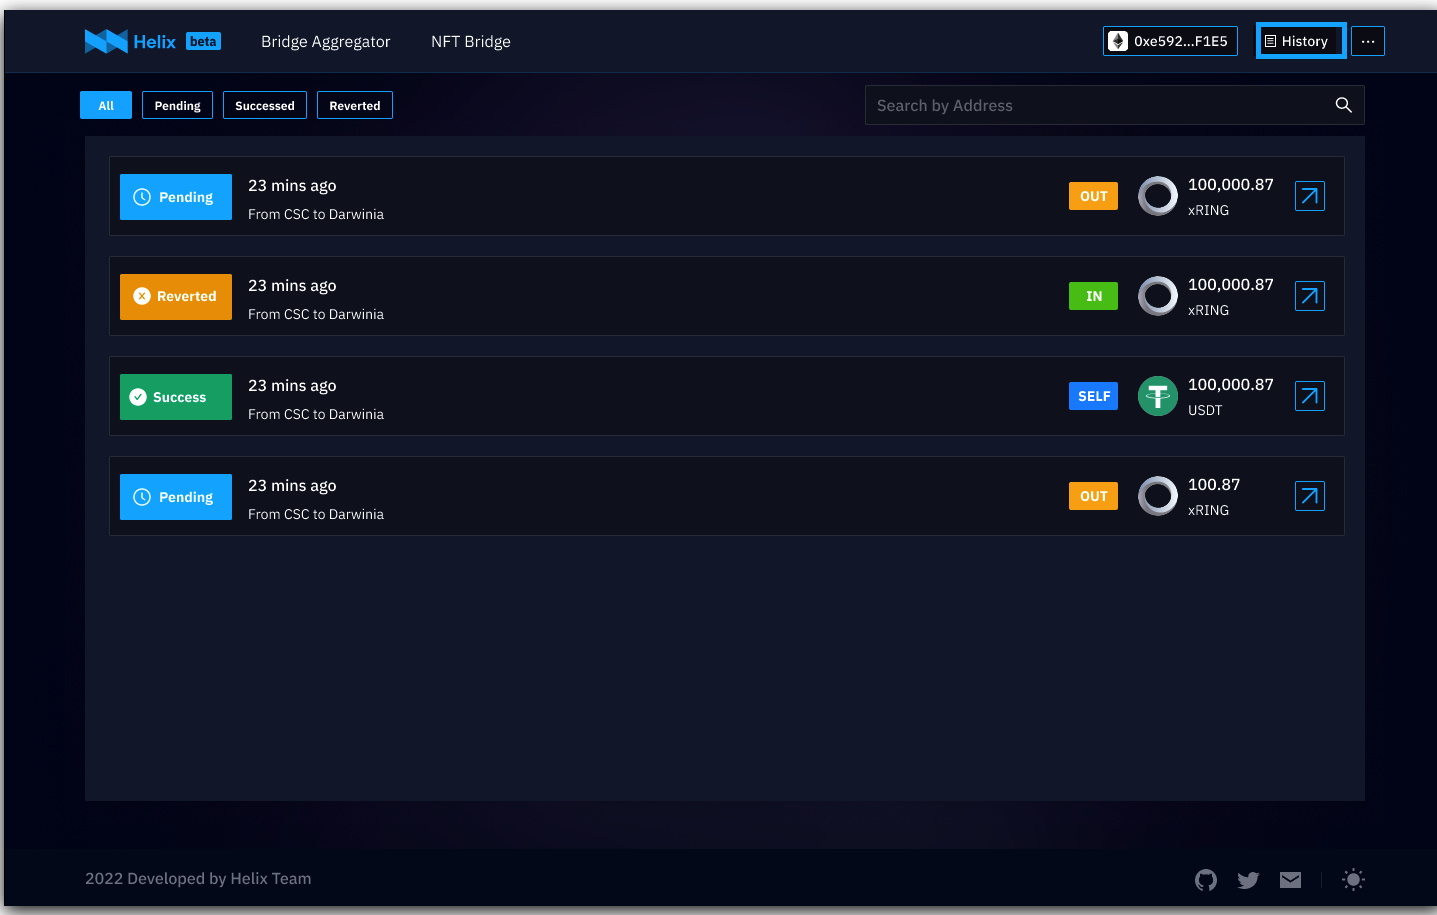 Helix beta Bridge Aggregator NFT Bridge 0xe592...F1E5 History ...
All Pending Successed Reverted Search by Address
Pending 23 mins ago OUT 100,000.87
From CSC to Darwinia xRING
Reverted 23 mins ago IN 100,000.87
From CSC to Darwinia xRING
Success 23 mins ago SELF 100,000.87
From CSC to Darwinia USDT
Pending 23 mins ago OUT 100.87
From CSC to Darwinia xRING
2022 Developed by Helix Team